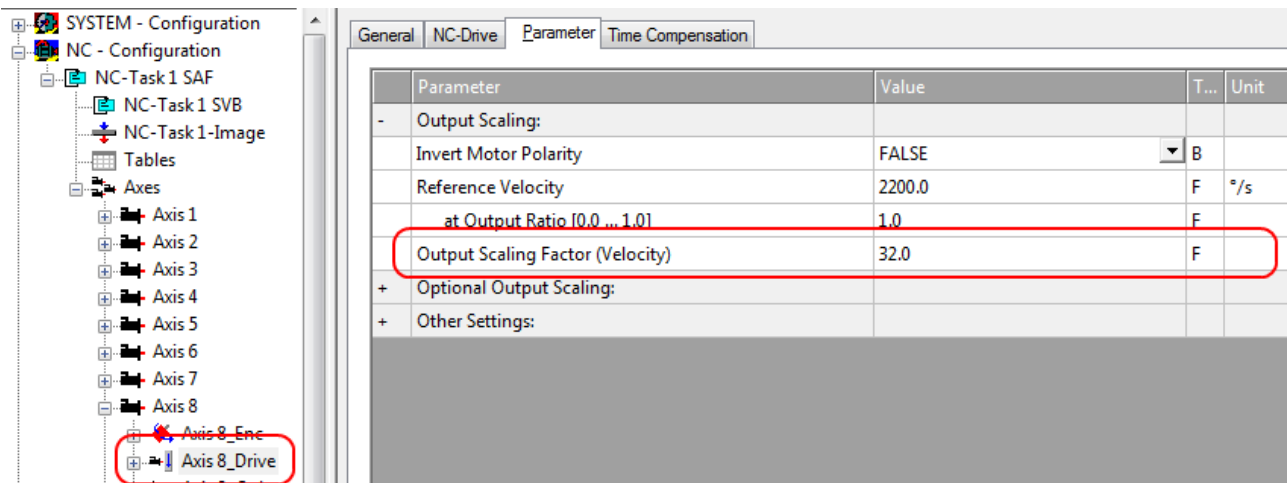 SYSTEM - Configuration
NC - Configuration
NC-Task 1 SAF
NC-Task 1 SVB
NC-Task 1-Image
Tables
Axes
Axis 1
Axis 2
Axis 3
Axis 4
Axis 5
Axis 6
Axis 7
Axis 8
Axis 8_Enc
Axis 8_Drive
General NC-Drive Parameter Time Compensation
Parameter Value T... Unit
- Output Scaling:
Invert Motor Polarity FALSE B
Reference Velocity 2200.0 F °/s
at Output Ratio [0.0 ... 1.0] 1.0 F
Output Scaling Factor (Velocity) 32.0 F
+ Optional Output Scaling:
+ Other Settings: